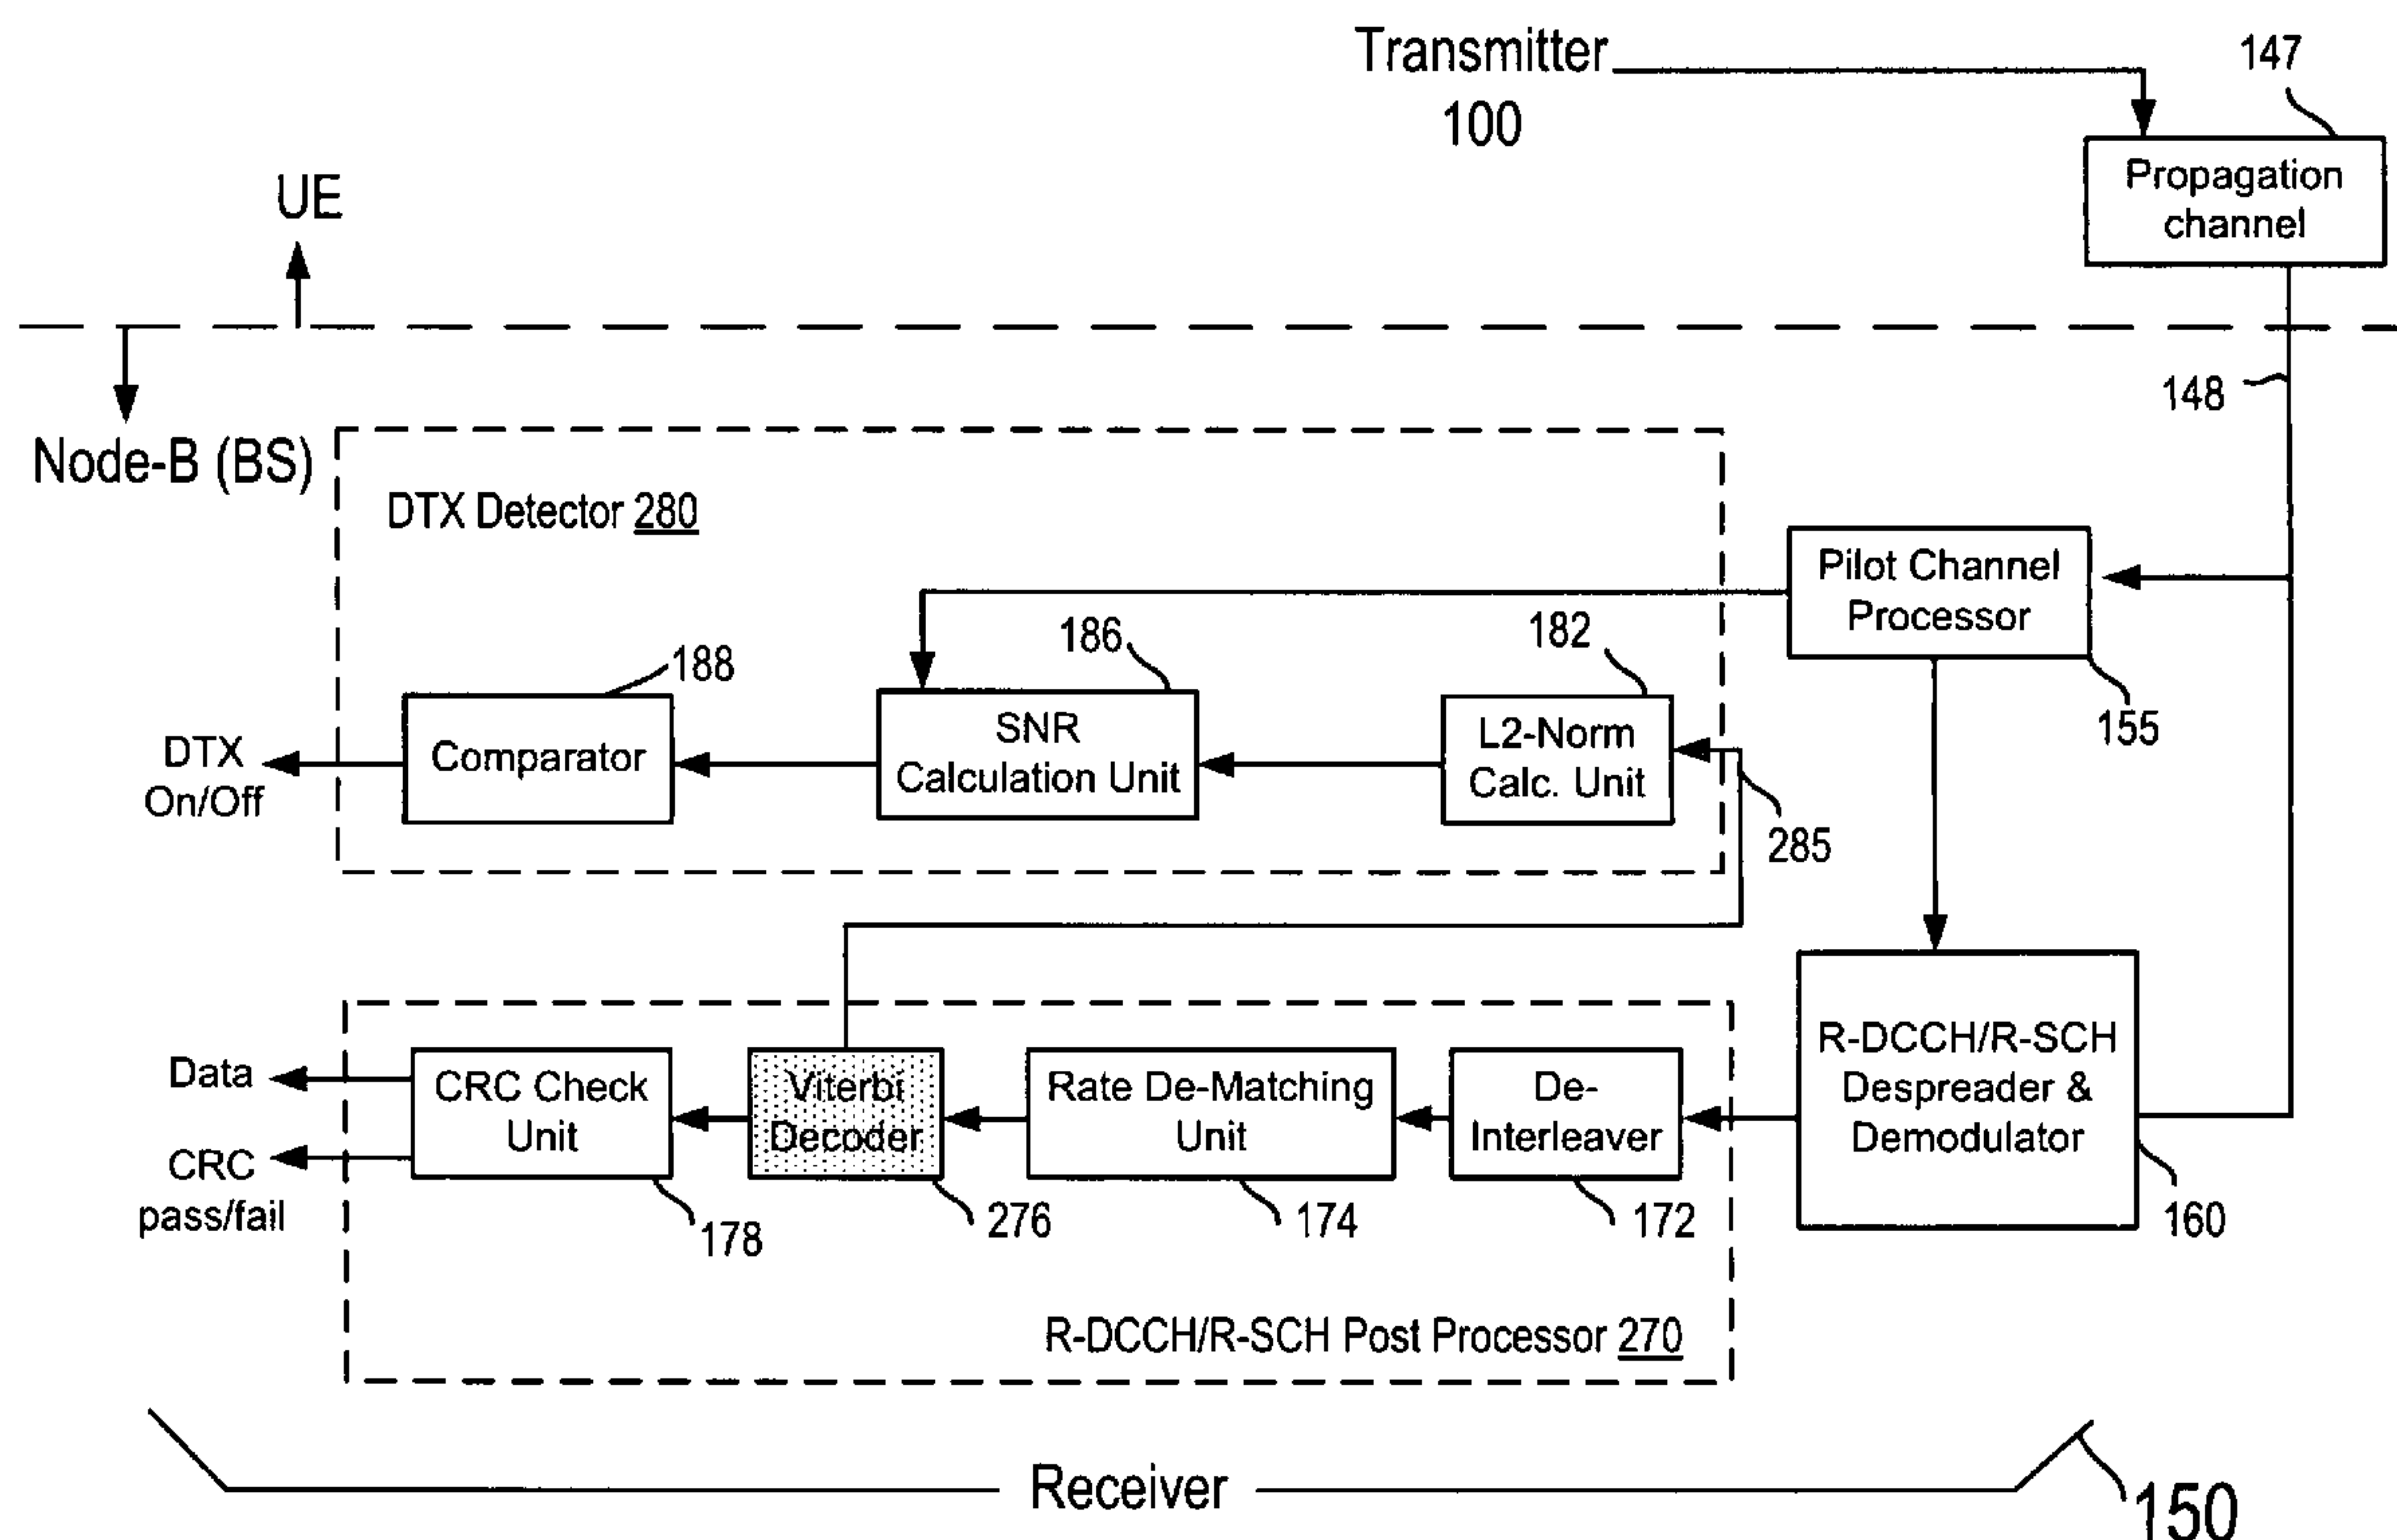 Transmitter
100
147
Propagation
channel
UE
148
Node-B (BS)
DTX Detector 280
Pilot Channel
Processor
155
188
186
182
Comparator
SNR
Calculation Unit
L2-Norm
Calc. Unit
285
DTX
On/Off
Data
CRC
pass/fail
CRC Check
Unit
Viterbi
Decoder
Rate De-Matching
Unit
De-
Interleaver
R-DCCH/R-SCH
Despreader &
Demodulator
178
276
174
172
160
R-DCCH/R-SCH Post Processor 270
Receiver
150